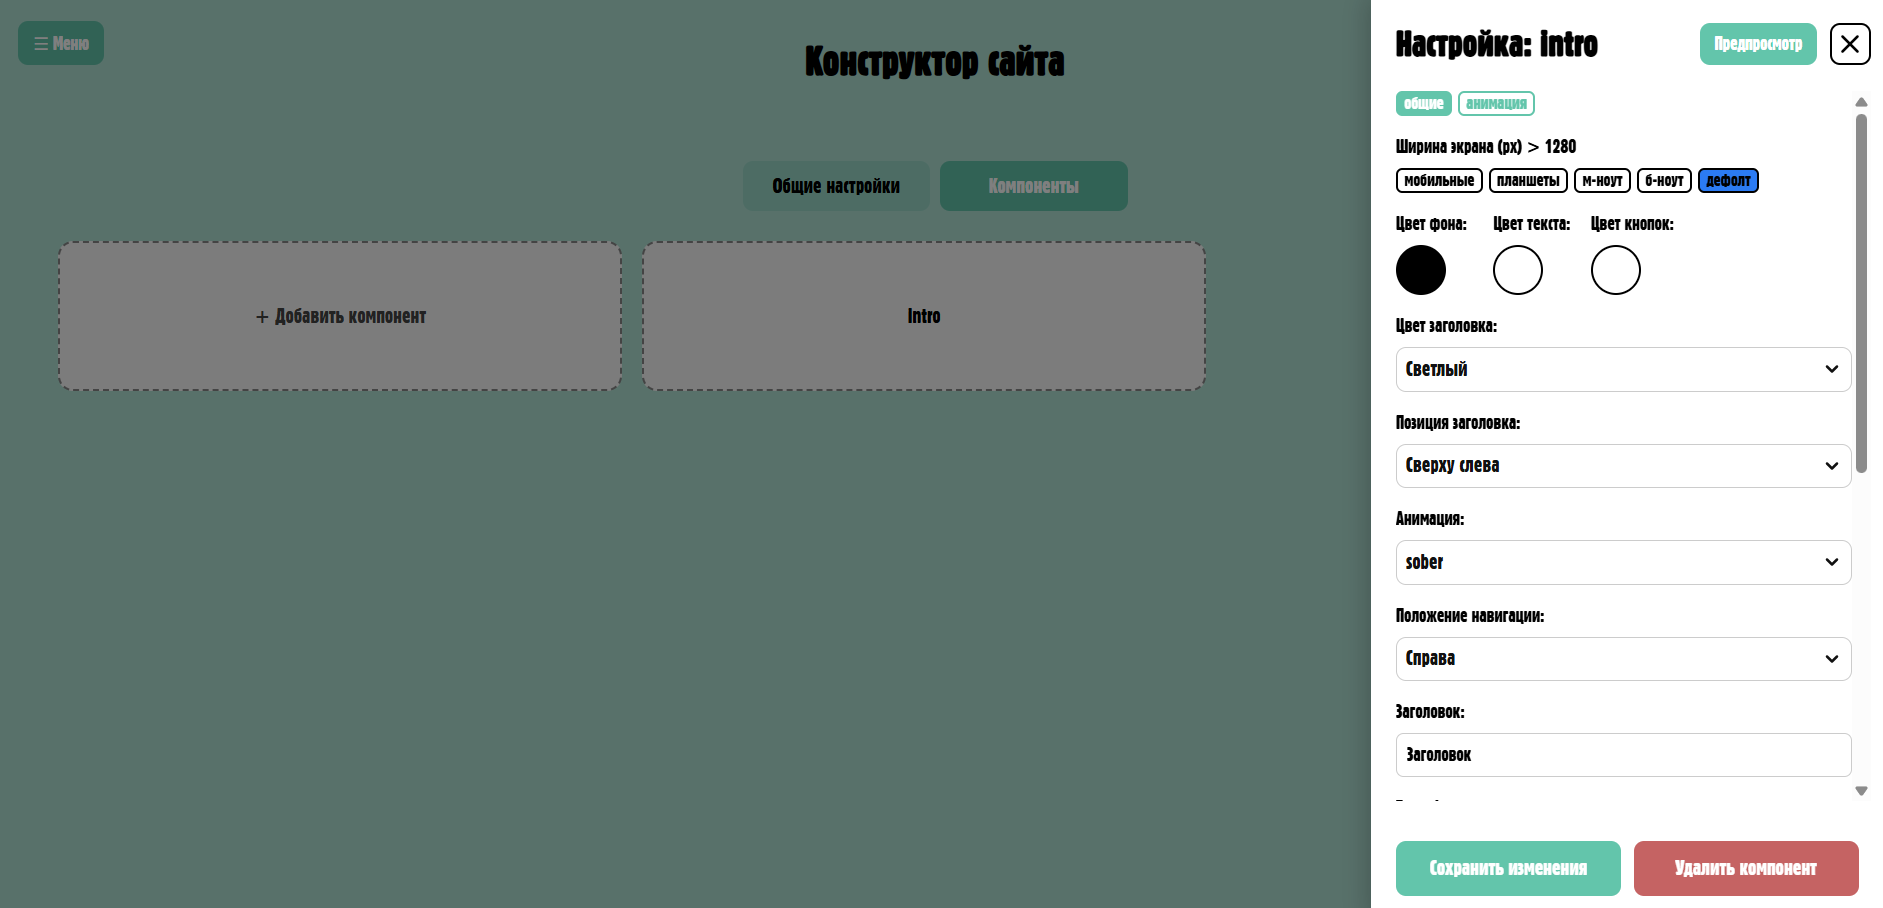 ☰ Меню
Конструктор сайта
Общие настройки
Компоненты
+ Добавить компонент
Intro
Настройка: intro
Предпросмотр
общие
анимация
Ширина экрана (px) > 1280
мобильные
планшеты
м-ноут
б-ноут
дефолт
Цвет фона:
Цвет текста:
Цвет кнопок:
Цвет заголовка:
Светлый
Позиция заголовка:
Сверху слева
Анимация:
sober
Положение навигации:
Справа
Заголовок:
Заголовок
Сохранить изменения
Удалить компонент